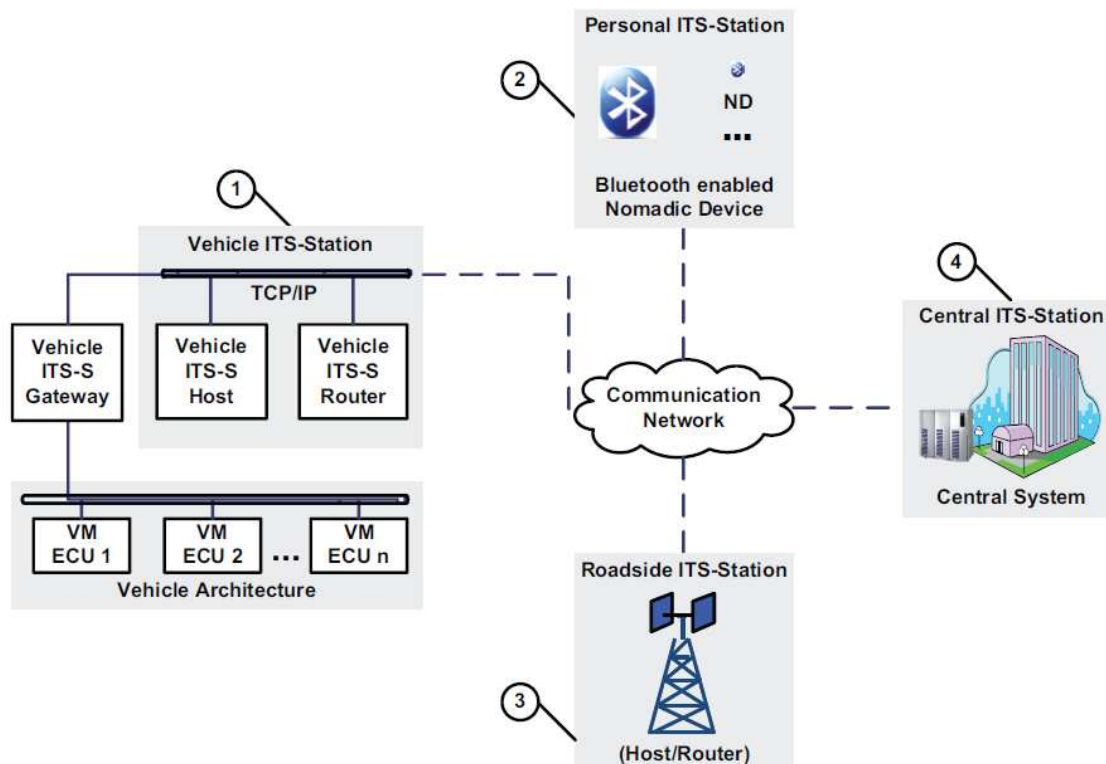 Personal ITS-Station
2
ND
...
Bluetooth enabled
Nomadic Device
1
Vehicle ITS-Station
TCP/IP
Vehicle
ITS-S
Gateway
Vehicle
ITS-S
Host
Vehicle
ITS-S
Router
4
Central ITS-Station
Central System
Communication
Network
VM
ECU 1
VM
ECU 2
...
VM
ECU n
Vehicle Architecture
Roadside ITS-Station
3
(Host/Router)